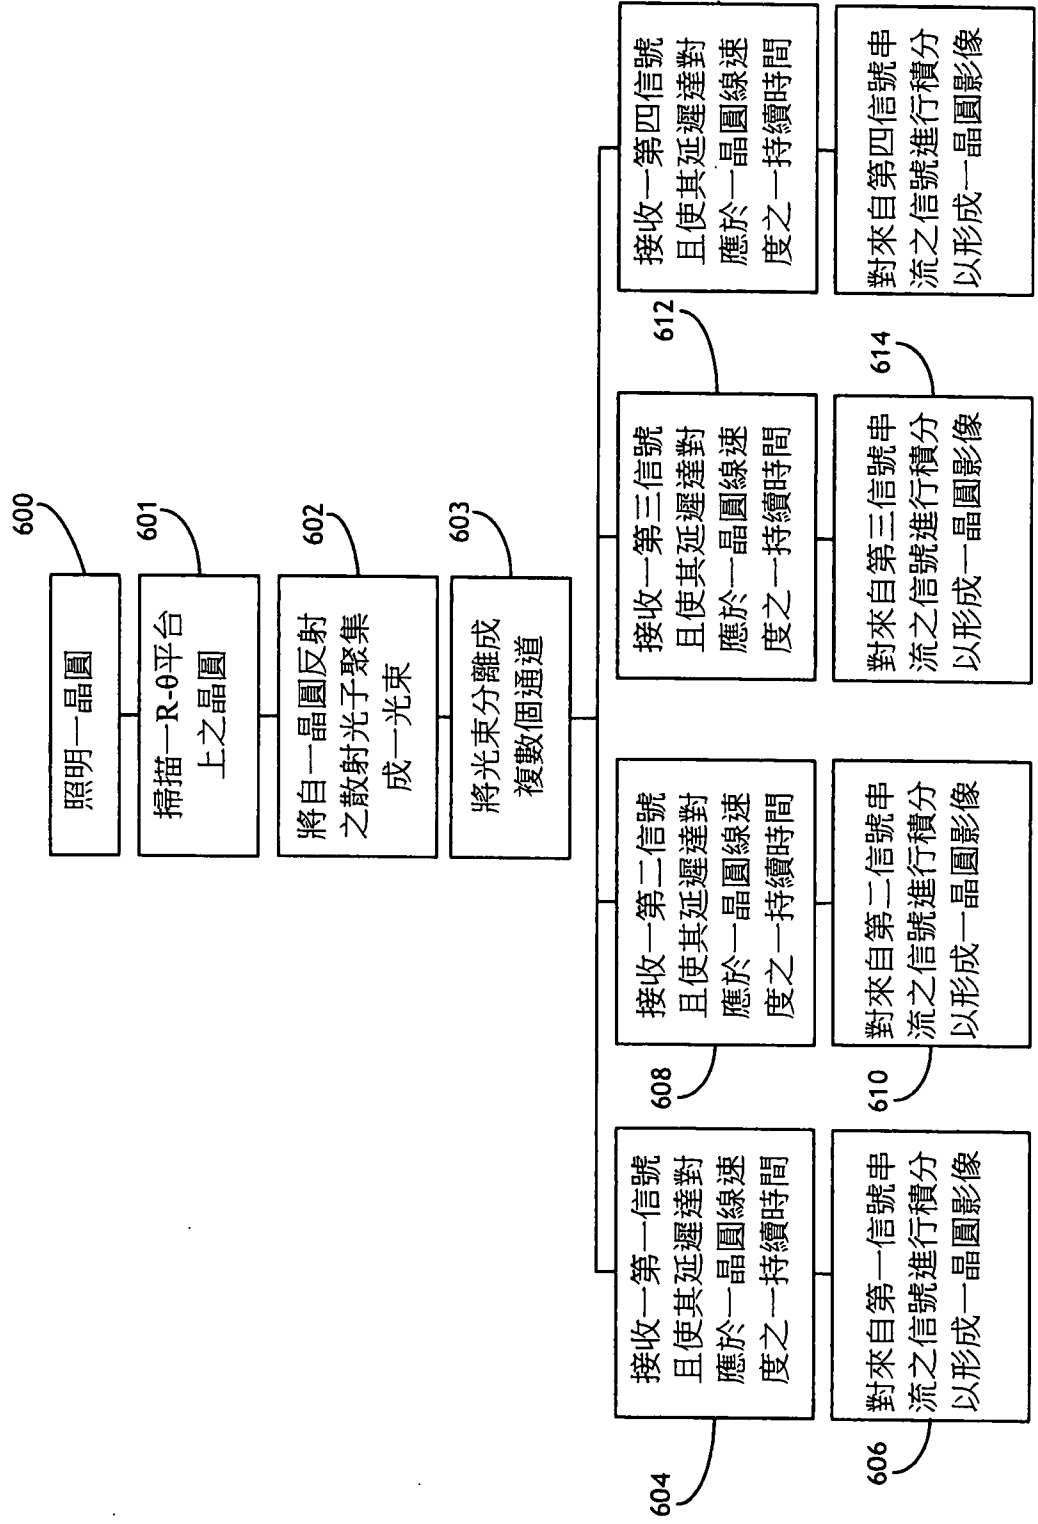 600
照明一晶圓
601
掃描一R-θ平台
上之晶圓
602
將自一晶圓反射
之散射光子聚集
成一光束
603
將光束分離成
複數個通道
604
接收一第一信號
且使其延遲達對
應於一晶圓線速
度之一持續時間
608
接收一第二信號
且使其延遲達對
應於一晶圓線速
度之一持續時間
612
接收一第三信號
且使其延遲達對
應於一晶圓線速
度之一持續時間
接收一第四信號
且使其延遲達對
應於一晶圓線速
度之一持續時間
606
對來自第一信號串
流之信號進行積分
以形成一晶圓影像
610
對來自第二信號串
流之信號進行積分
以形成一晶圓影像
614
對來自第三信號串
流之信號進行積分
以形成一晶圓影像
對來自第四信號串
流之信號進行積分
以形成一晶圓影像